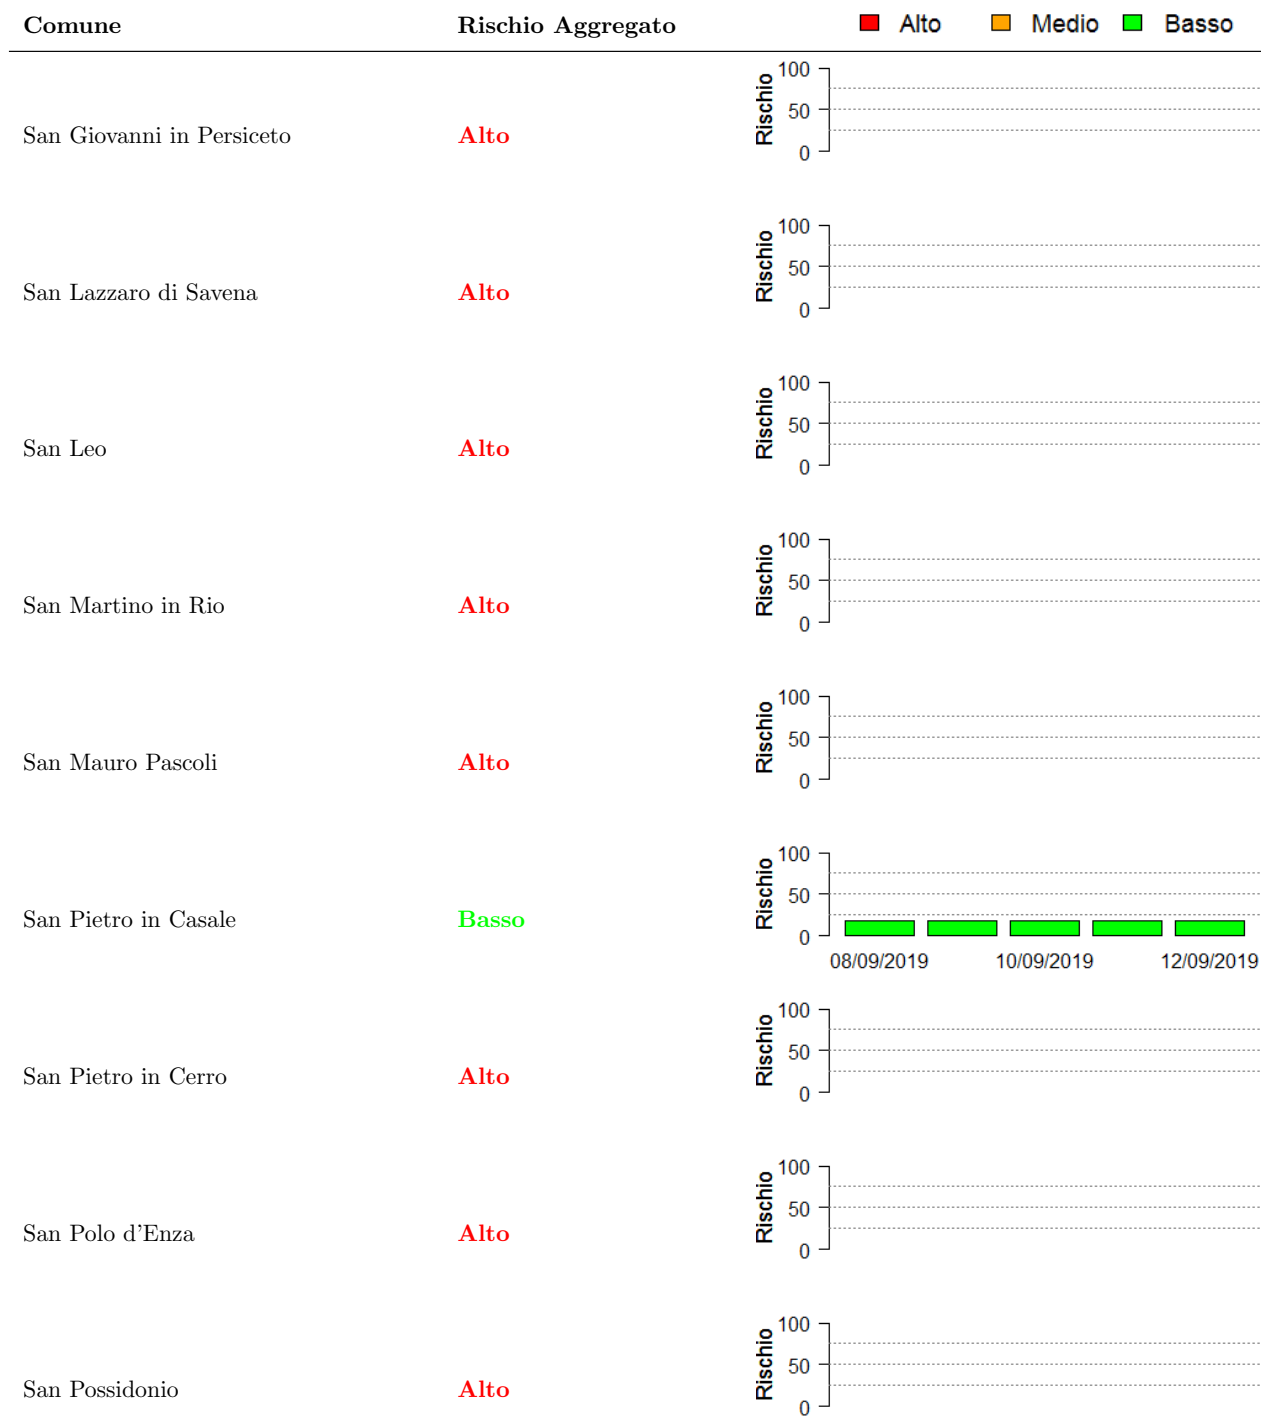 Comune Rischio Aggregato Alto Medio Basso
San Giovanni in Persiceto Alto Rischio 100 50 0
San Lazzaro di Savena Alto Rischio 100 50 0
San Leo Alto Rischio 100 50 0
San Martino in Rio Alto Rischio 100 50 0
San Mauro Pascoli Alto Rischio 100 50 0
San Pietro in Casale Basso Rischio 100 50 0
08/09/2019 10/09/2019 12/09/2019
San Pietro in Cerro Alto Rischio 100 50 0
San Polo d'Enza Alto Rischio 100 50 0
San Possidonio Alto Rischio 100 50 0